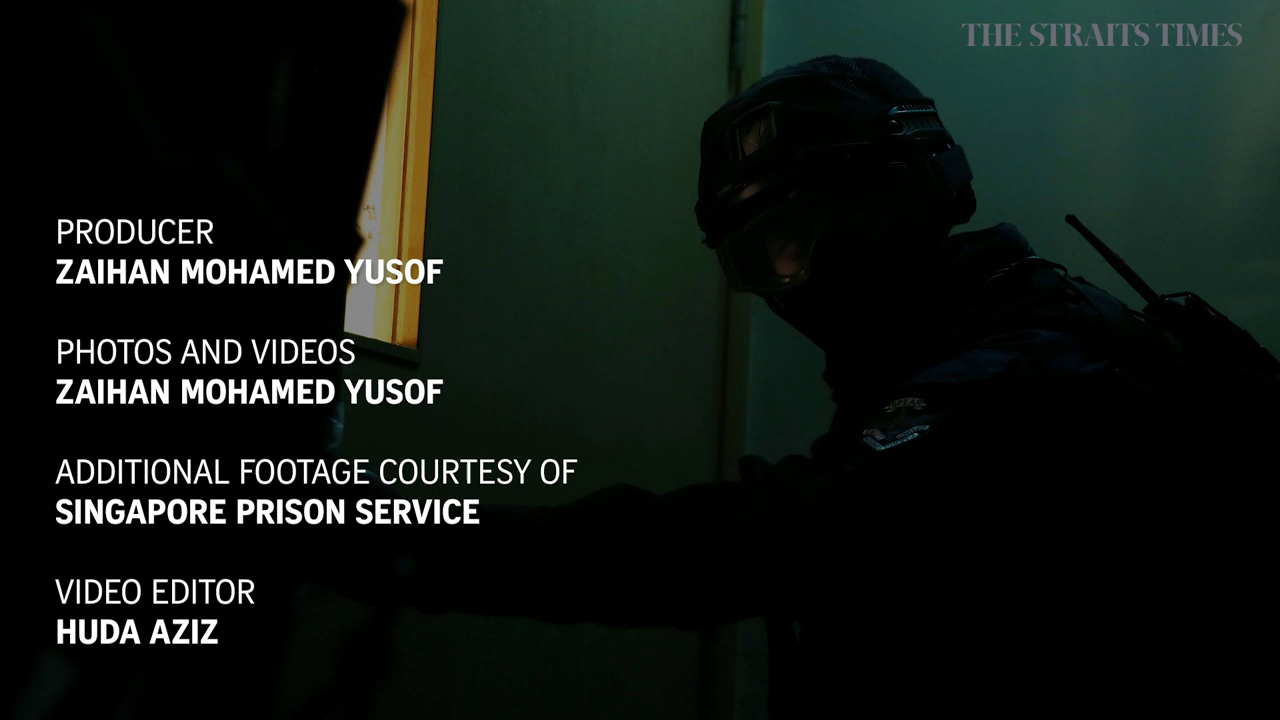 THE STRAITS TIMES
PRODUCER
ZAIHAN MOHAMED YUSOF
PHOTOS AND VIDEOS
ZAIHAN MOHAMED YUSOF
ADDITIONAL FOOTAGE COURTESY OF
SINGAPORE PRISON SERVICE
VIDEO EDITOR
HUDA AZIZ